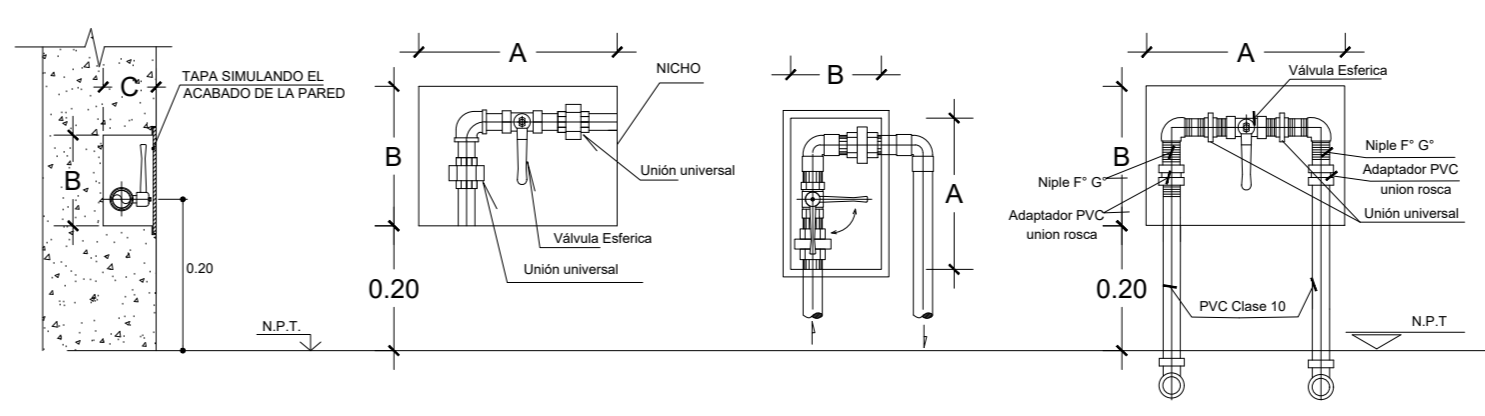 C
TAPA SIMULANDO EL
ACABADO DE LA PARED
B
0.20
N.P.T.
A
NICHO
B
Unión universal
Válvula Esferica
Unión universal
0.20
B
A
A
Válvula Esferica
B
Niple F° G°
Niple F° G°
Adaptador PVC
union rosca
Adaptador PVC
union rosca
Unión universal
0.20
PVC Clase 10
N.P.T